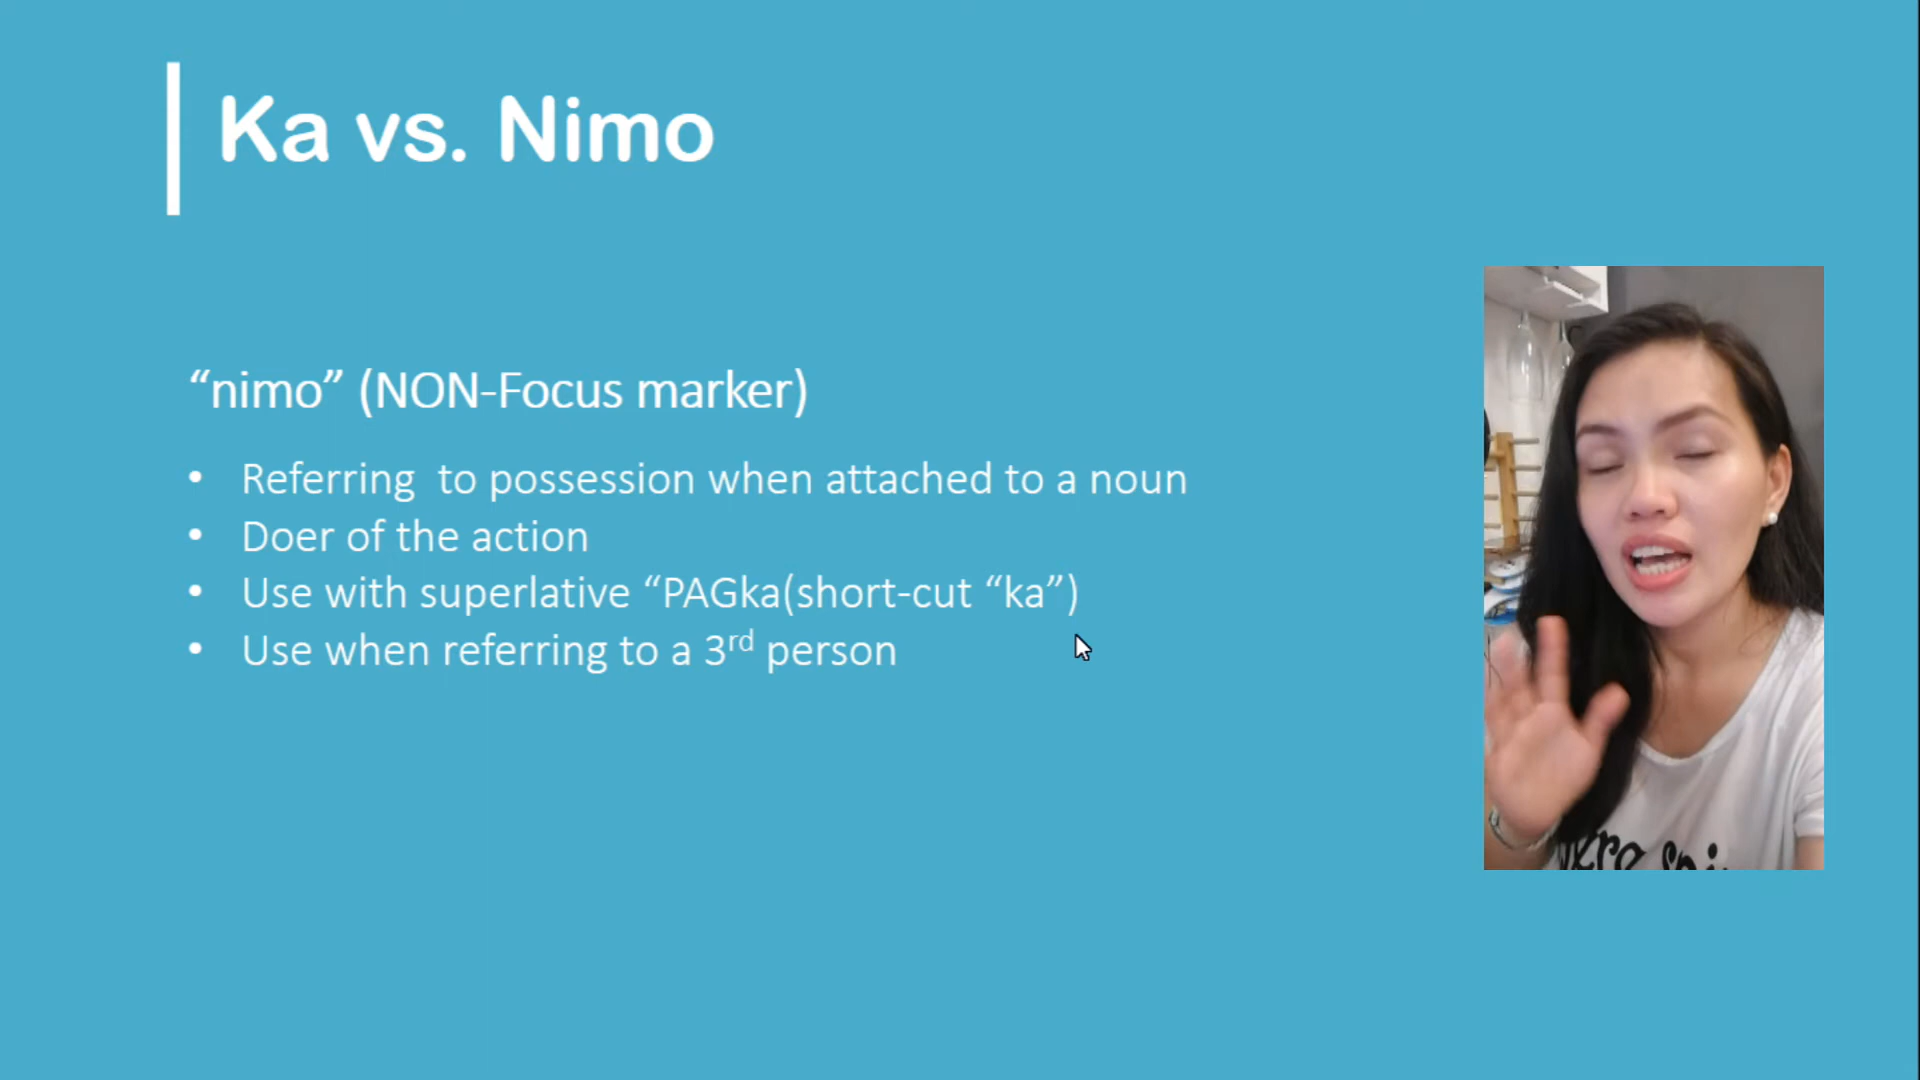 Ka vs. Nimo
“nimo” (NON-Focus marker)
• Referring to possession when attached to a noun
• Doer of the action
• Use with superlative “PAGka(short-cut “ka”)
• Use when referring to a 3rd person